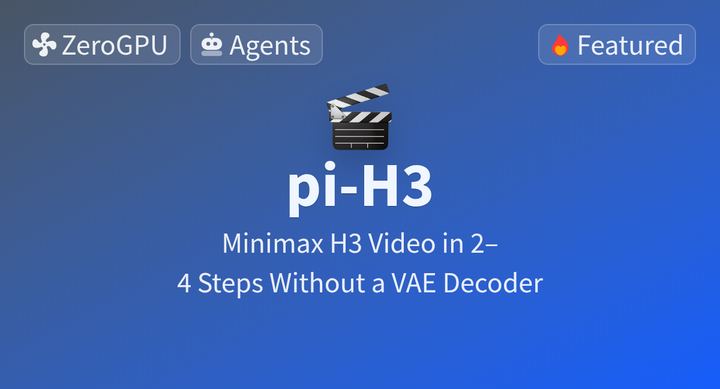 ZeroGPU
Agents
Featured
pi-H3
Minimax H3 Video in 2–
4 Steps Without a VAE Decoder